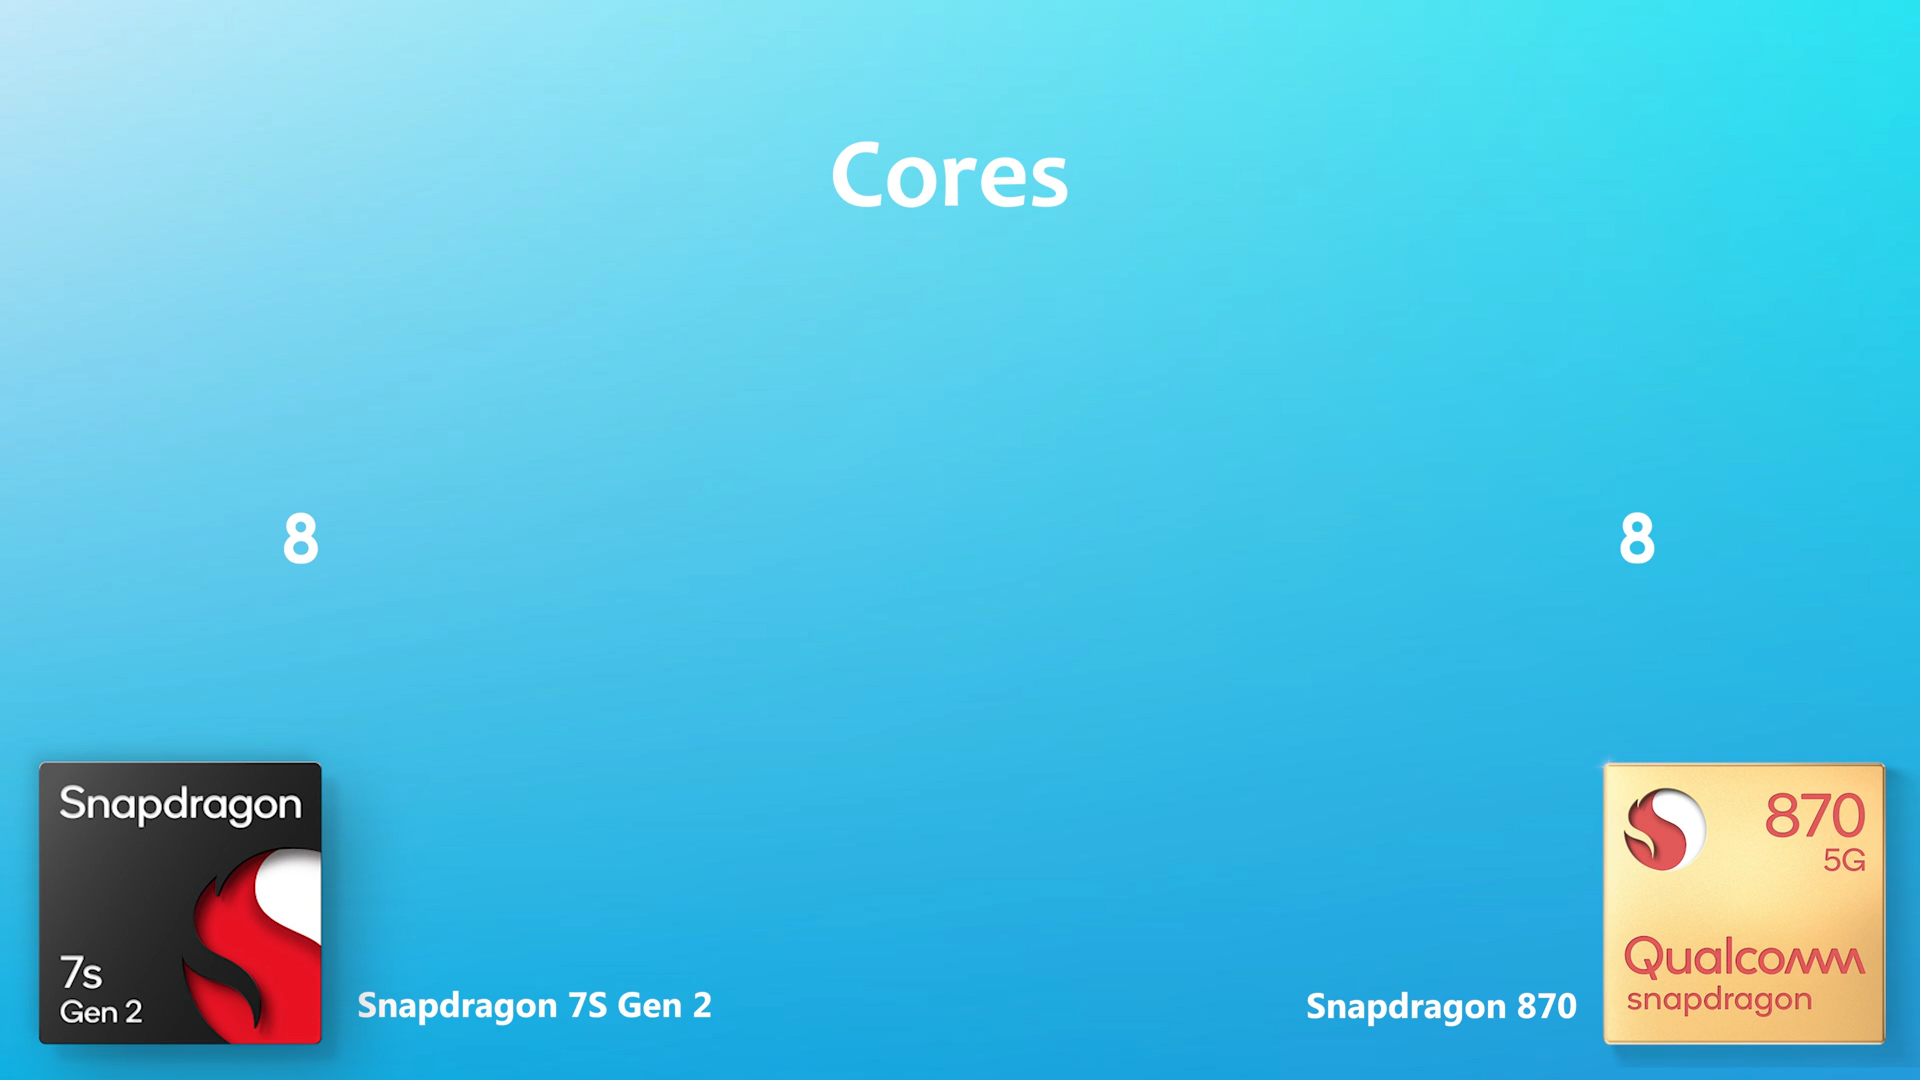 Cores
8
8
Snapdragon
7s
Gen 2
Snapdragon 7S Gen 2
Snapdragon 870
870
5G
Qualcomm
snapdragon